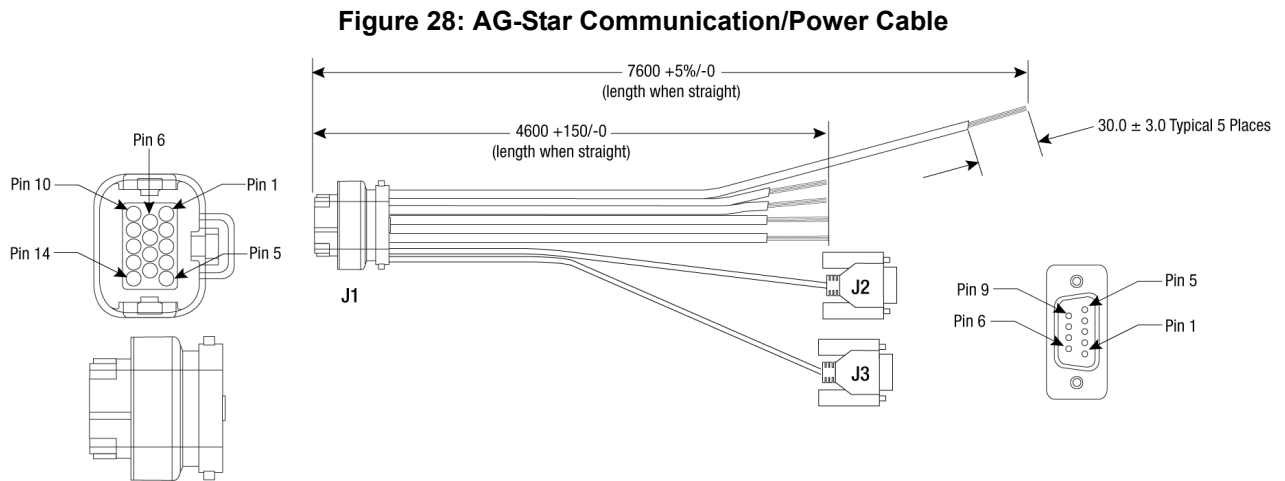 Figure 28: AG-Star Communication/Power Cable
7600 +5%/-0
(length when straight)
4600 +150/-0
(length when straight)
30.0 ± 3.0 Typical 5 Places
Pin 6
Pin 10
Pin 1
Pin 14
Pin 5
J1
J2
J3
Pin 9
Pin 5
Pin 6
Pin 1